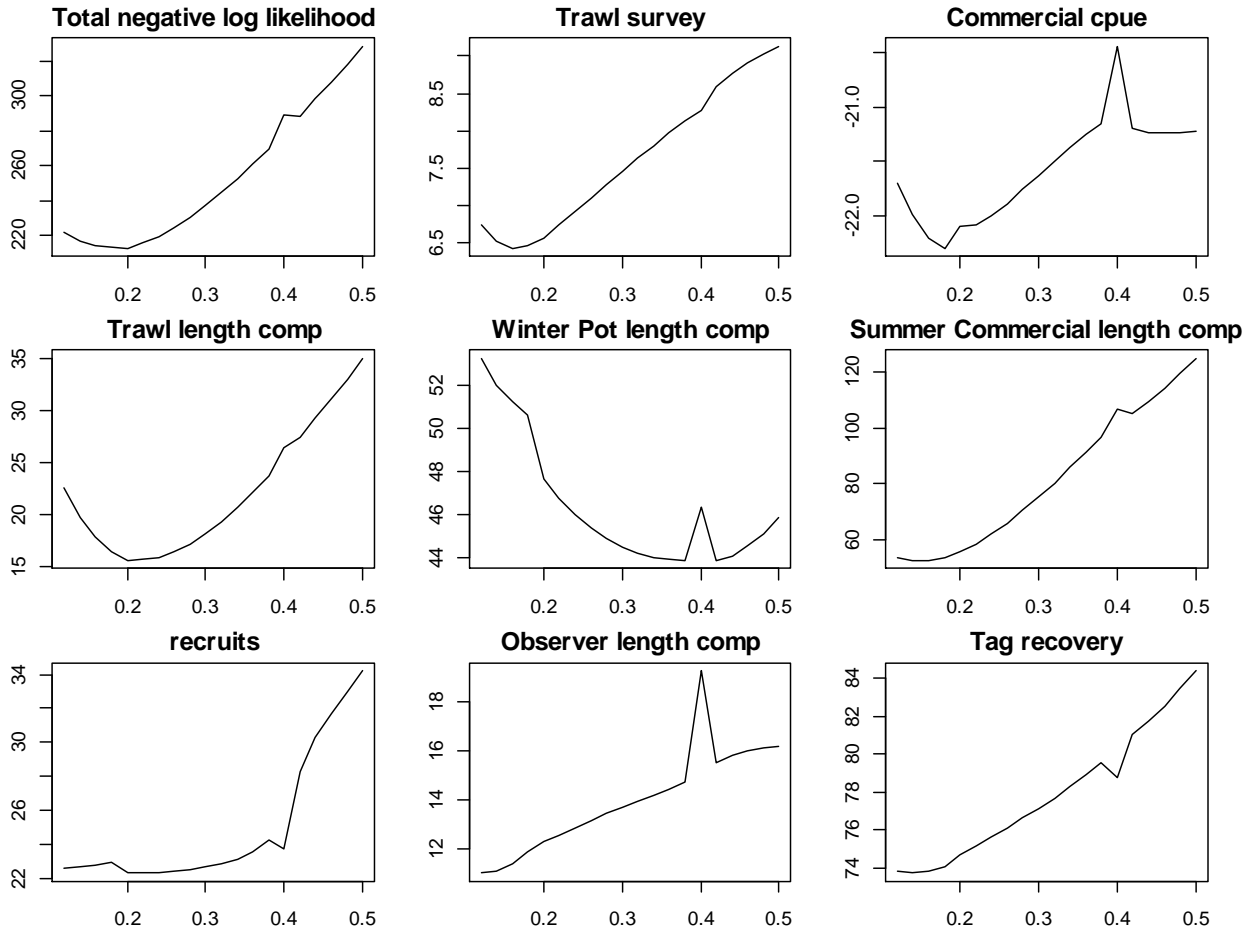 Total negative log likelihood
300
260
220
0.2 0.3 0.4 0.5
Trawl survey
8.5
7.5
6.5
0.2 0.3 0.4 0.5
Commercial cpue
-21.0
-22.0
0.2 0.3 0.4 0.5
Trawl length comp
35
30
25
20
15
0.2 0.3 0.4 0.5
Winter Pot length comp
52
50
48
46
44
0.2 0.3 0.4 0.5
Summer Commercial length comp
120
100
80
60
0.2 0.3 0.4 0.5
recruits
34
30
26
22
0.2 0.3 0.4 0.5
Observer length comp
18
16
14
12
0.2 0.3 0.4 0.5
Tag recovery
84
82
80
78
76
74
0.2 0.3 0.4 0.5